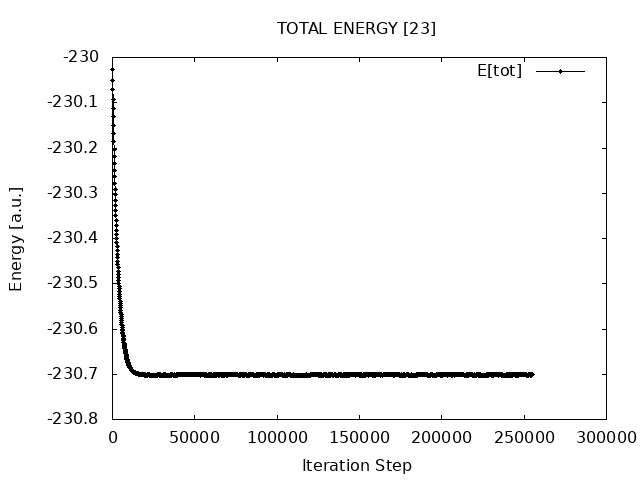 TOTAL ENERGY [23]
E[tot]
-230
-230.1
-230.2
-230.3
-230.4
-230.5
-230.6
-230.7
-230.8
Energy [a.u.]
0 50000 100000 150000 200000 250000 300000
Iteration Step